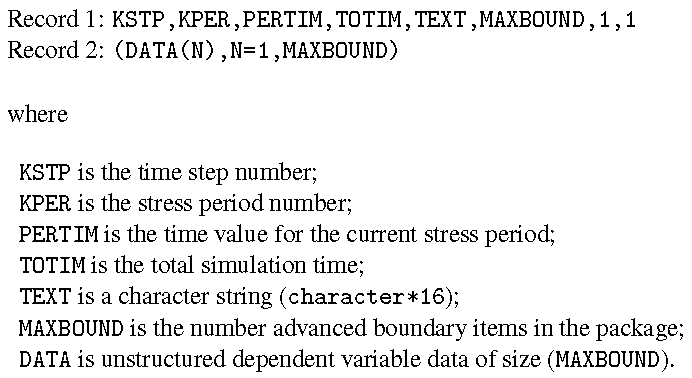 Record 1: KSTP,KPER,PERTIM,TOTIM,TEXT,MAXBOUND,1,1
Record 2: (DATA(N),N=1,MAXBOUND)
where
KSTP is the time step number;
KPER is the stress period number;
PERTIM is the time value for the current stress period;
TOTIM is the total simulation time;
TEXT is a character string (character*16);
MAXBOUND is the number advanced boundary items in the package;
DATA is unstructured dependent variable data of size (MAXBOUND).